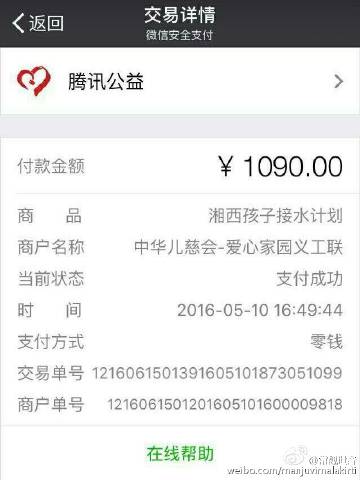 返回
交易详情
微信安全支付
腾讯公益
付款金额 ¥ 1090.00
商品 湘西孩子接水计划
商户名称 中华儿慈会-爱心家园义工联
当前状态 支付成功
时间 2016-05-10 16:49:44
支付方式 零钱
交易单号 1216061501391605101873051099
商户单号 1216061501201605101600009818
在线帮助
weibo.com/manjuvimalakirti